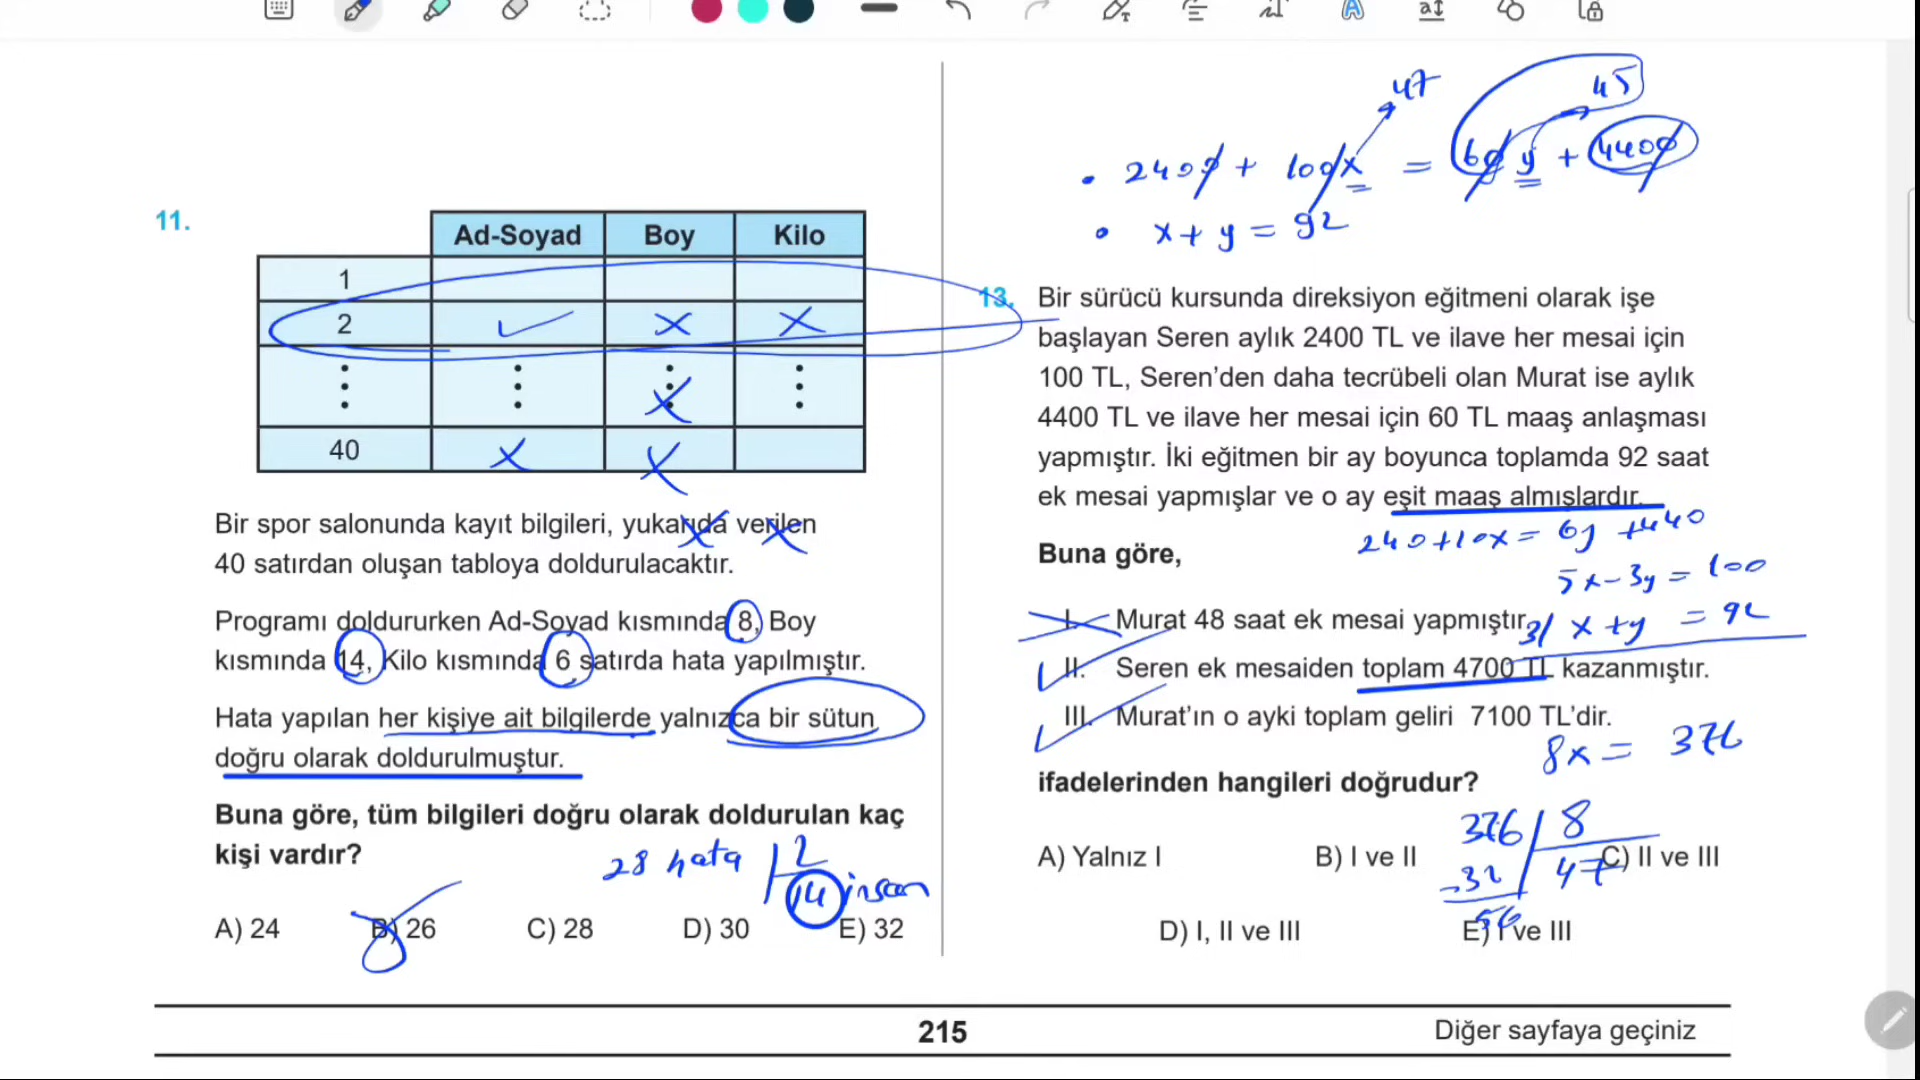 11.
Ad-Soyad Boy Kilo
1
2
40
Bir spor salonunda kayıt bilgileri, yukarıda verilen
40 satırdan oluşan tabloya doldurulacaktır.
Programı doldururken Ad-Soyad kısmında 8, Boy
kısmında 14, Kilo kısmında 6 satırda hata yapılmıştır.
Hata yapılan her kişiye ait bilgilerde yalnızca bir sütun
doğru olarak doldurulmuştur.
Buna göre, tüm bilgileri doğru olarak doldurulan kaç
kişi vardır?
28 hata | 2
14 insan
A) 24 B) 26 C) 28 D) 30 E) 32
47
45
• 2400 + 100x = 60y + 4400
• x + y = 92
13.
Bir sürücü kursunda direksiyon eğitmeni olarak işe
başlayan Seren aylık 2400 TL ve ilave her mesai için
100 TL, Seren’den daha tecrübeli olan Murat ise aylık
4400 TL ve ilave her mesai için 60 TL maaş anlaşması
yapmıştır. İki eğitmen bir ay boyunca toplamda 92 saat
ek mesai yapmışlar ve o ay eşit maaş almışlardır.
240+10x = 6y +440
Buna göre,
5x-3y = 100
I. Murat 48 saat ek mesai yapmıştır.
3/ x+y = 92
II. Seren ek mesaiden toplam 4700 TL kazanmıştır.
III. Murat’ın o ayki toplam geliri 7100 TL’dir.
8x = 376
ifadelerinden hangileri doğrudur?
376 | 8
-32 47
56
A) Yalnız I B) I ve II C) II ve III
D) I, II ve III E) I ve III
215
Diğer sayfaya geçiniz